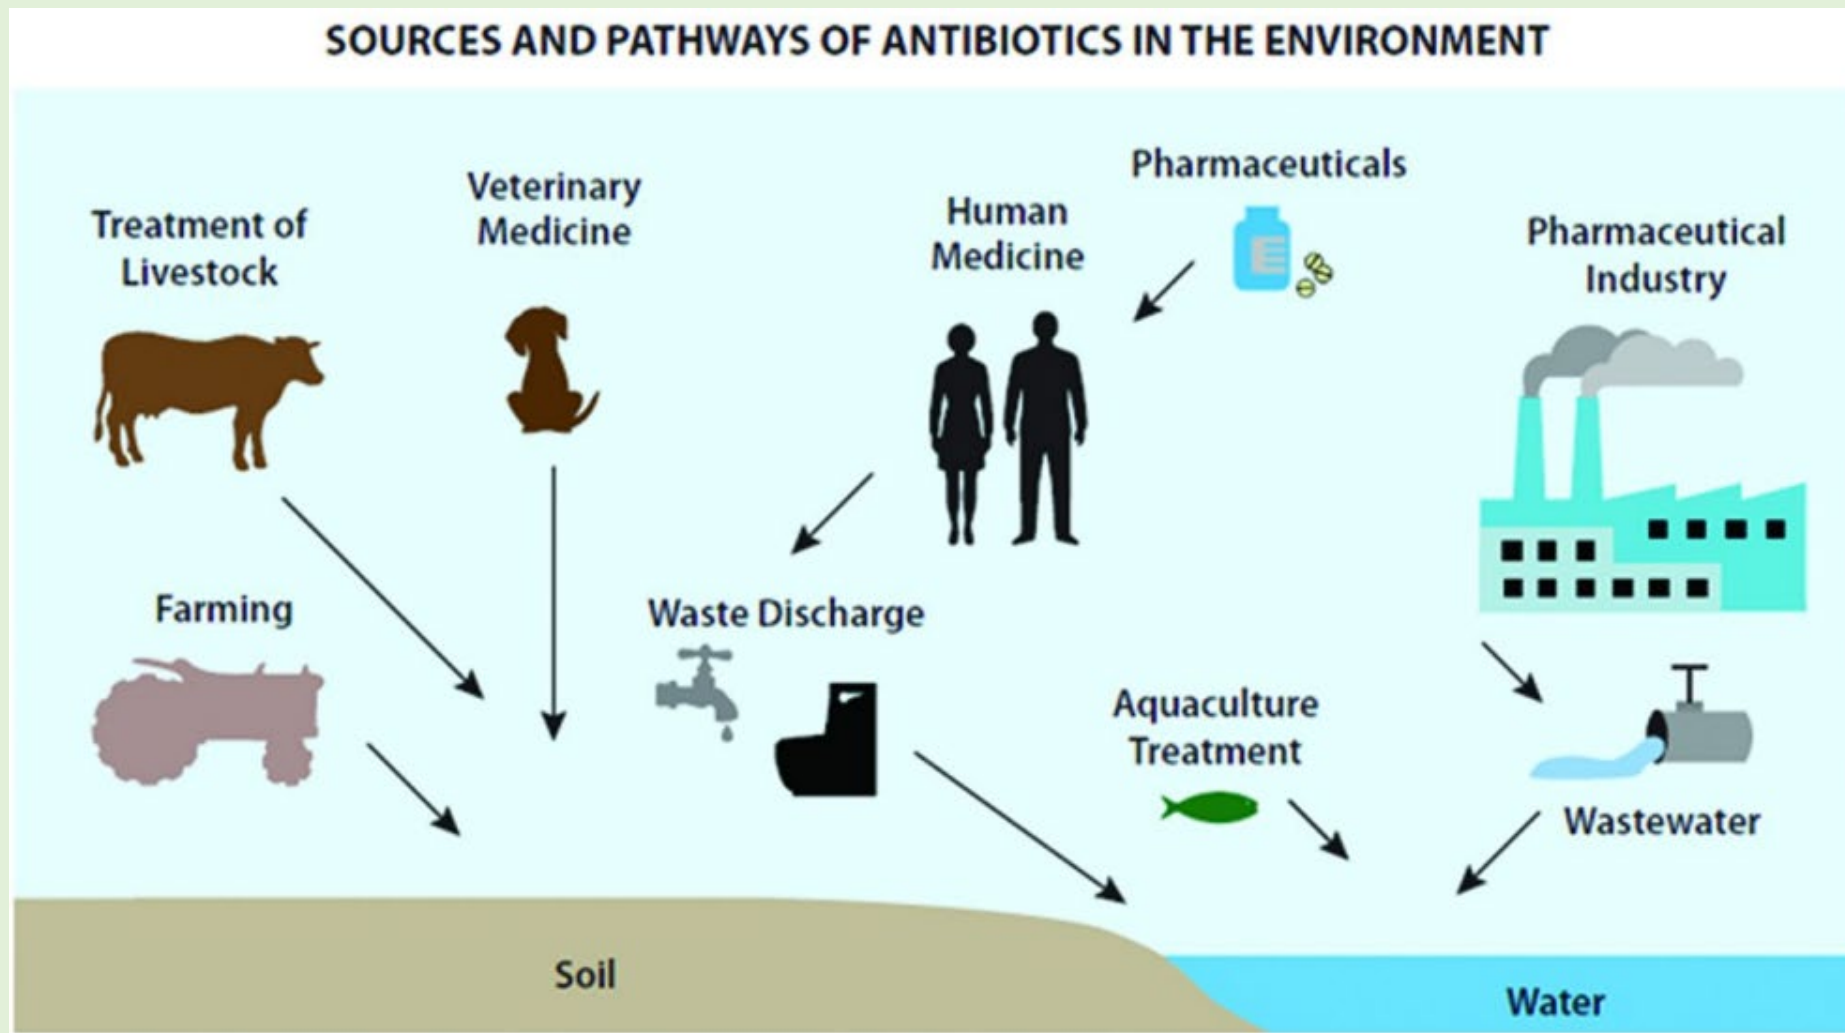 SOURCES AND PATHWAYS OF ANTIBIOTICS IN THE ENVIRONMENT
Treatment of
Livestock
Veterinary
Medicine
Human
Medicine
Pharmaceuticals
Pharmaceutical
Industry
Farming
Waste Discharge
Aquaculture
Treatment
Wastewater
Soil
Water